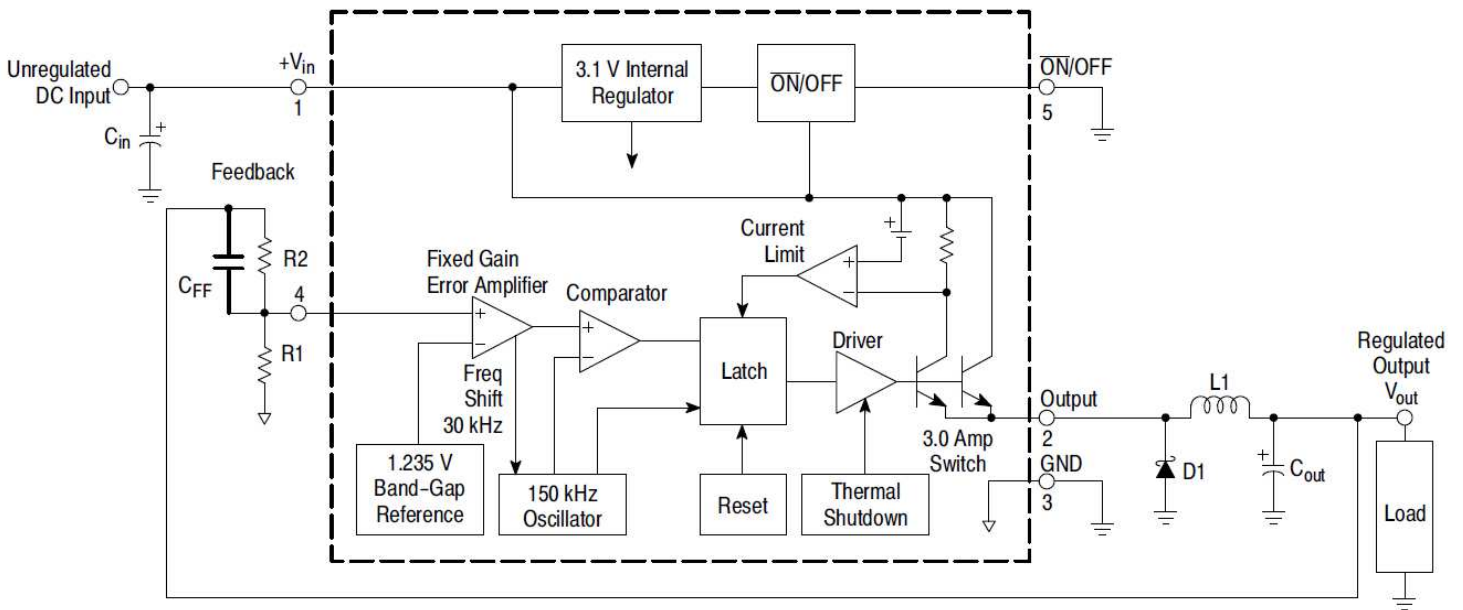 Unregulated
DC Input
+Vin
1
Cin
3.1 V Internal
Regulator
ON/OFF
ON/OFF
5
Feedback
CFF
R2
4
R1
Fixed Gain
Error Amplifier
Comparator
Current
Limit
Freq
Shift
30 kHz
Latch
Driver
1.235 V
Band-Gap
Reference
150 kHz
Oscillator
Reset
Thermal
Shutdown
3.0 Amp
Switch
Output
2
GND
3
D1
L1
Cout
Regulated
Output
Vout
Load